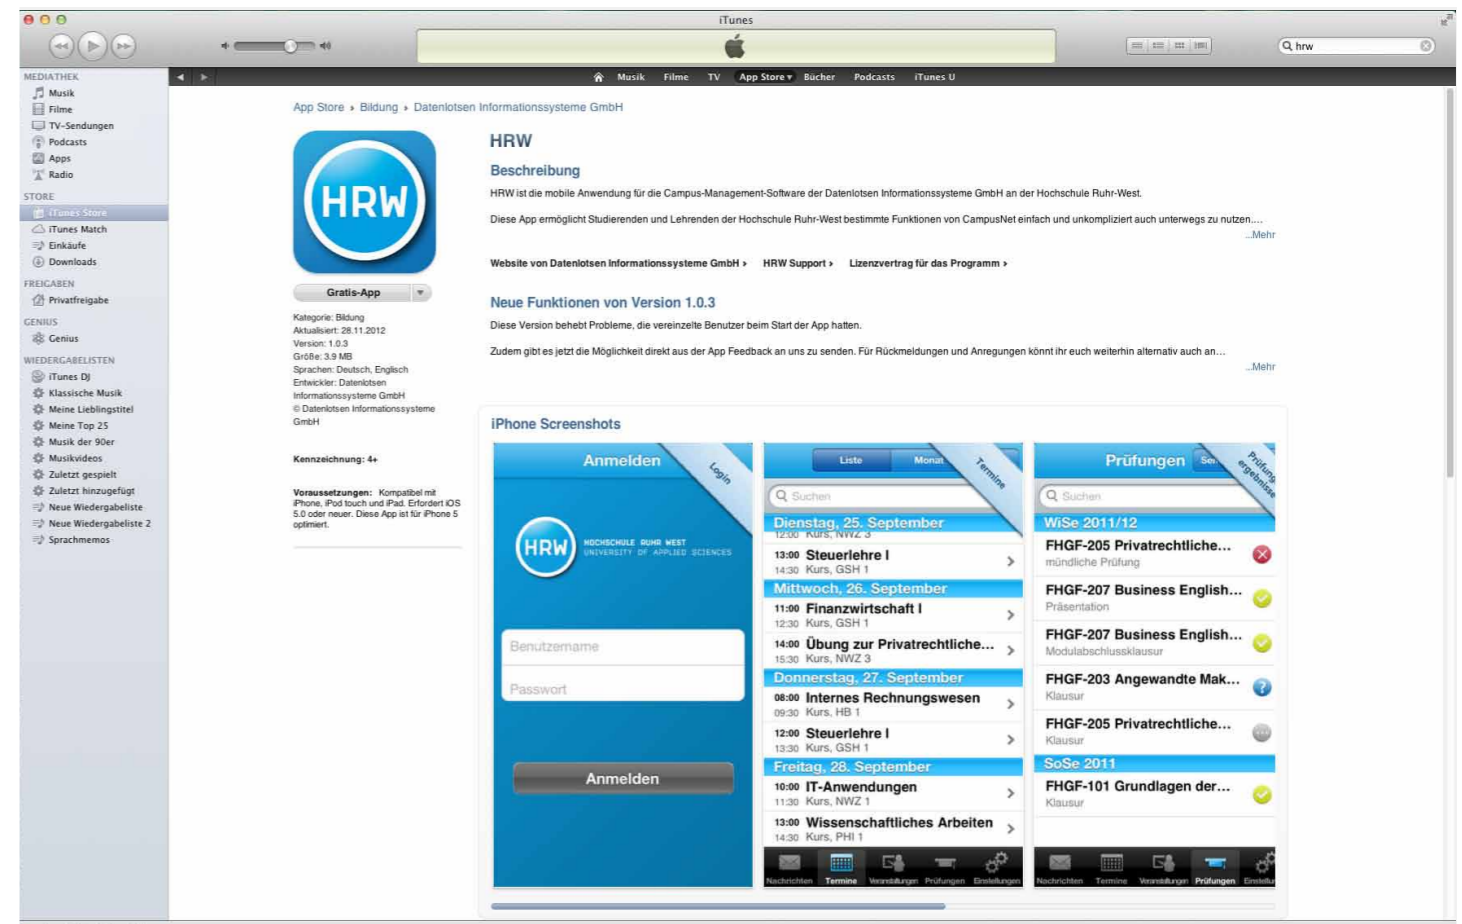 iTunes
hrw
Musik Filme TV App Store Bücher Podcasts iTunes U
MEDIATHEK
Musik
Filme
TV-Sendungen
Podcasts
Apps
Radio
STORE
iTunes Store
iTunes Match
Einkäufe
Downloads
FREIGABEN
Privatfreigabe
GENIUS
Genius
WIEDERGABELISTEN
iTunes DJ
Klassische Musik
Meine Lieblingstitel
Meine Top 25
Musik der 90er
Musikvideos
Zuletzt gespielt
Zuletzt hinzugefügt
Neue Wiedergabeliste
Neue Wiedergabeliste 2
Sprachmemos
App Store › Bildung › Datenlotsen Informationssysteme GmbH
HRW
Gratis-App
Kategorie: Bildung
Aktualisiert: 28.11.2012
Version: 1.0.3
Größe: 3.9 MB
Sprachen: Deutsch, Englisch
Entwickler: Datenlotsen
Informationssysteme GmbH
© Datenlotsen Informationssysteme
GmbH
Kennzeichnung: 4+
Voraussetzungen: Kompatibel mit
iPhone, iPod touch und iPad. Erfordert iOS
5.0 oder neuer. Diese App ist für iPhone 5
optimiert.
HRW
Beschreibung
HRW ist die mobile Anwendung für die Campus-Management-Software der Datenlotsen Informationssysteme GmbH an der Hochschule Ruhr-West.
Diese App ermöglicht Studierenden und Lehrenden der Hochschule Ruhr-West bestimmte Funktionen von CampusNet einfach und unkompliziert auch unterwegs zu nutzen....
...Mehr
Website von Datenlotsen Informationssysteme GmbH › HRW Support › Lizenzvertrag für das Programm ›
Neue Funktionen von Version 1.0.3
Diese Version behebt Probleme, die vereinzelte Benutzer beim Start der App hatten.
Zudem gibt es jetzt die Möglichkeit direkt aus der App Feedback an uns zu senden. Für Rückmeldungen und Anregungen könnt ihr euch weiterhin alternativ auch an...
...Mehr
iPhone Screenshots
Anmelden
Login
HRW
HOCHSCHULE RUHR WEST
UNIVERSITY OF APPLIED SCIENCES
Benutzername
Passwort
Anmelden
Liste Monat
Termine
Suchen
Dienstag, 25. September
12:00 Kurs, NWZ 3
13:00 Steuerlehre I
14:30 Kurs, GSH 1
Mittwoch, 26. September
11:00 Finanzwirtschaft I
12:30 Kurs, GSH 1
14:00 Übung zur Privatrechtliche...
15:30 Kurs, NWZ 3
Donnerstag, 27. September
08:00 Internes Rechnungswesen
09:30 Kurs, HB 1
12:00 Steuerlehre I
13:30 Kurs, GSH 1
Freitag, 28. September
10:00 IT-Anwendungen
11:30 Kurs, NWZ 1
13:00 Wissenschaftliches Arbeiten
14:30 Kurs, PHI 1
Nachrichten Termine Veranstaltungen Prüfungen Einstellungen
Prüfungen
Prüfung
ergebnisse
Suchen
WiSe 2011/12
FHGF-205 Privatrechtliche...
mündliche Prüfung
FHGF-207 Business English...
Präsentation
FHGF-207 Business English...
Modulabschlussklausur
FHGF-203 Angewandte Mak...
Klausur
FHGF-205 Privatrechtliche...
Klausur
SoSe 2011
FHGF-101 Grundlagen der...
Klausur
Nachrichten Termine Veranstaltungen Prüfungen